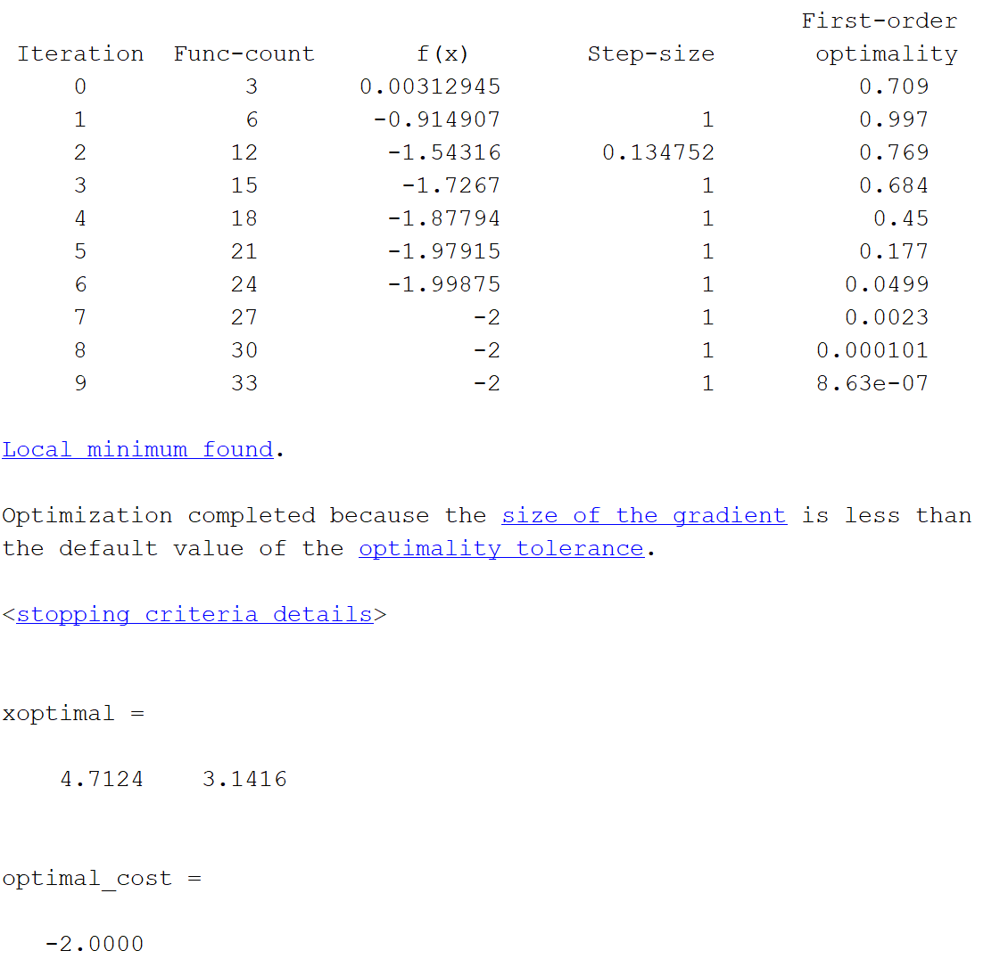 First-order
Iteration Func-count f(x) Step-size optimality
0 3 0.00312945 0.709
1 6 -0.914907 1 0.997
2 12 -1.54316 0.134752 0.769
3 15 -1.7267 1 0.684
4 18 -1.87794 1 0.45
5 21 -1.97915 1 0.177
6 24 -1.99875 1 0.0499
7 27 -2 1 0.0023
8 30 -2 1 0.000101
9 33 -2 1 8.63e-07
Local minimum found.
Optimization completed because the size of the gradient is less than
the default value of the optimality tolerance.
<stopping criteria details>
xoptimal =
4.7124 3.1416
optimal_cost =
-2.0000